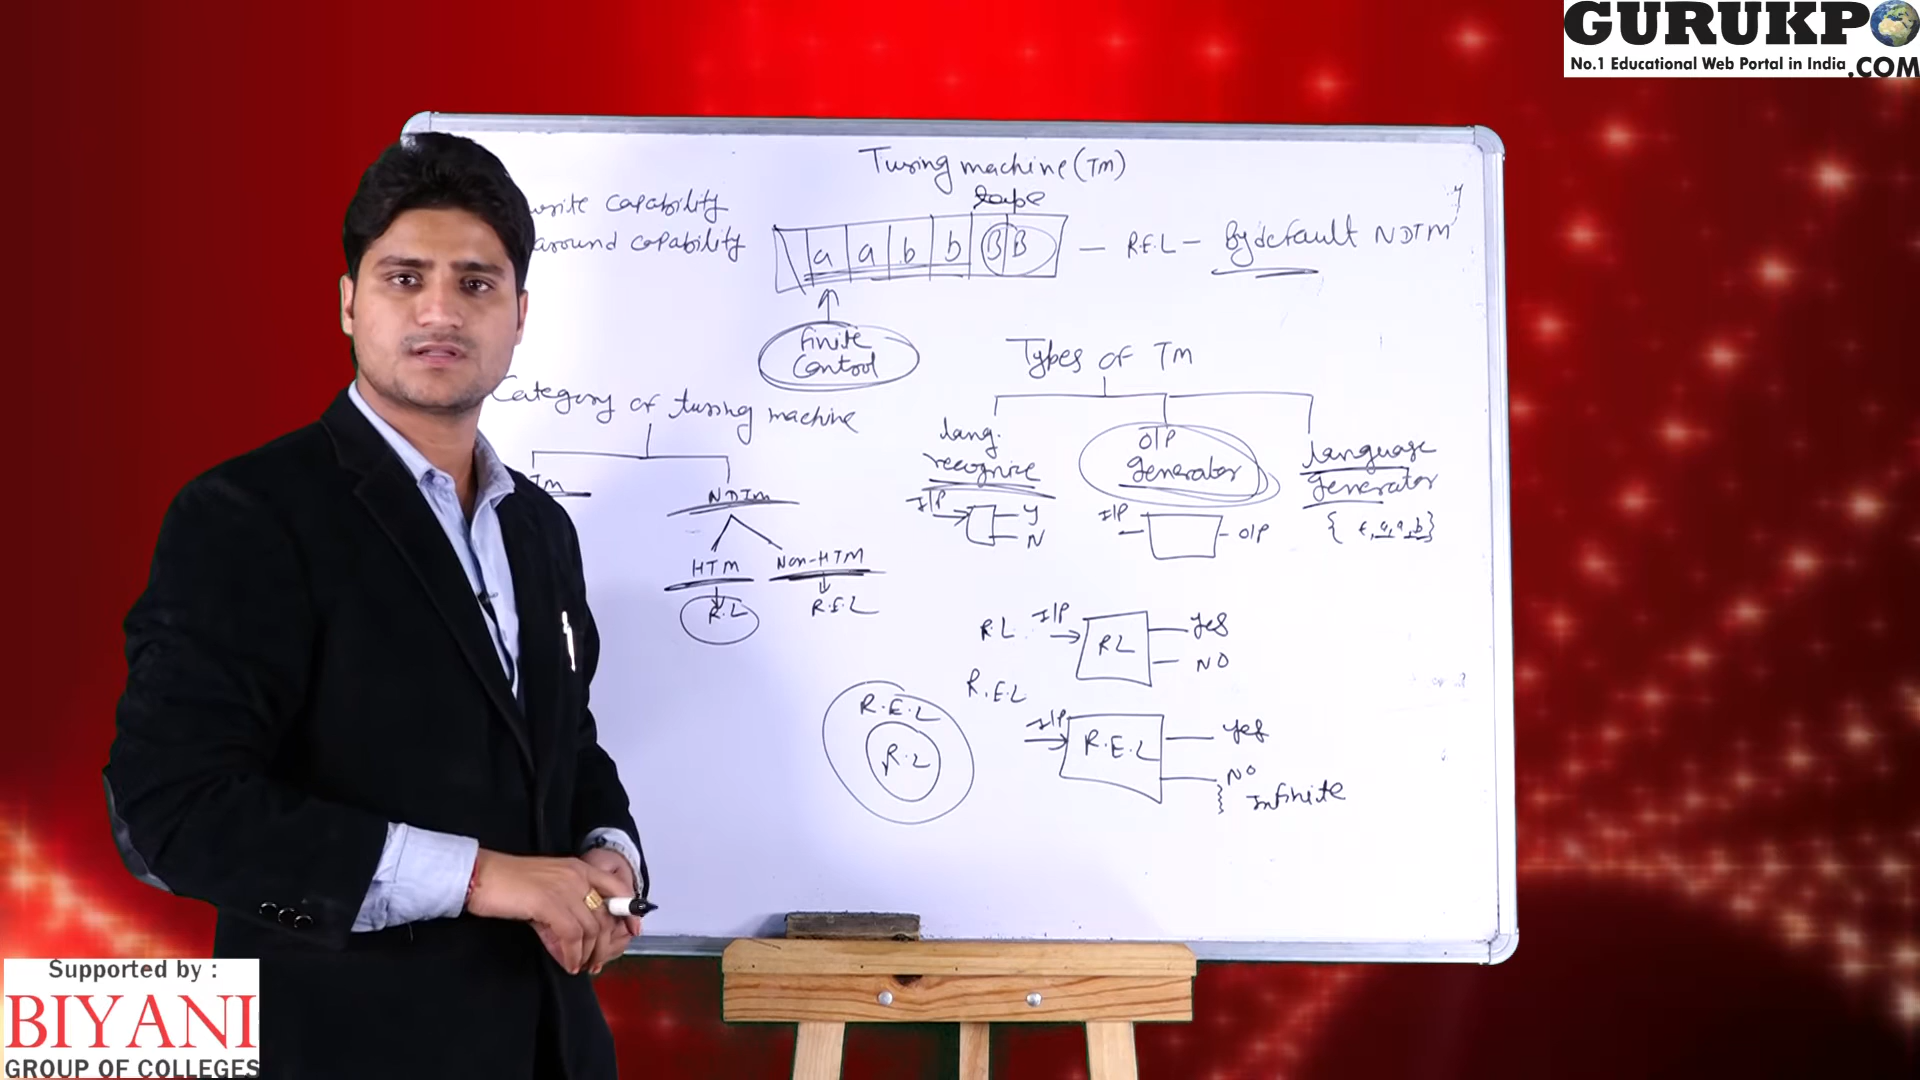 GURUKPO
No.1 Educational Web Portal in India .COM
Turing machine (TM)
write capability
around capability
tape
a a b b B B
— R.E.L — By default NDTM
finite
control
Types of TM
Category of turing machine
lang.
recognize
O/P
generator
language
generator
TM
NDTM
I/P
Y
N
I/P
O/P
{ ϵ, a, a, b }
HTM
Non-HTM
R.L
R.E.L
R.L
I/P
RL
Yes
NO
R.E.L
I/P
R.E.L
Yes
NO
Infinite
R.E.L
R.L
Supported by :
BIYANI
GROUP OF COLLEGES